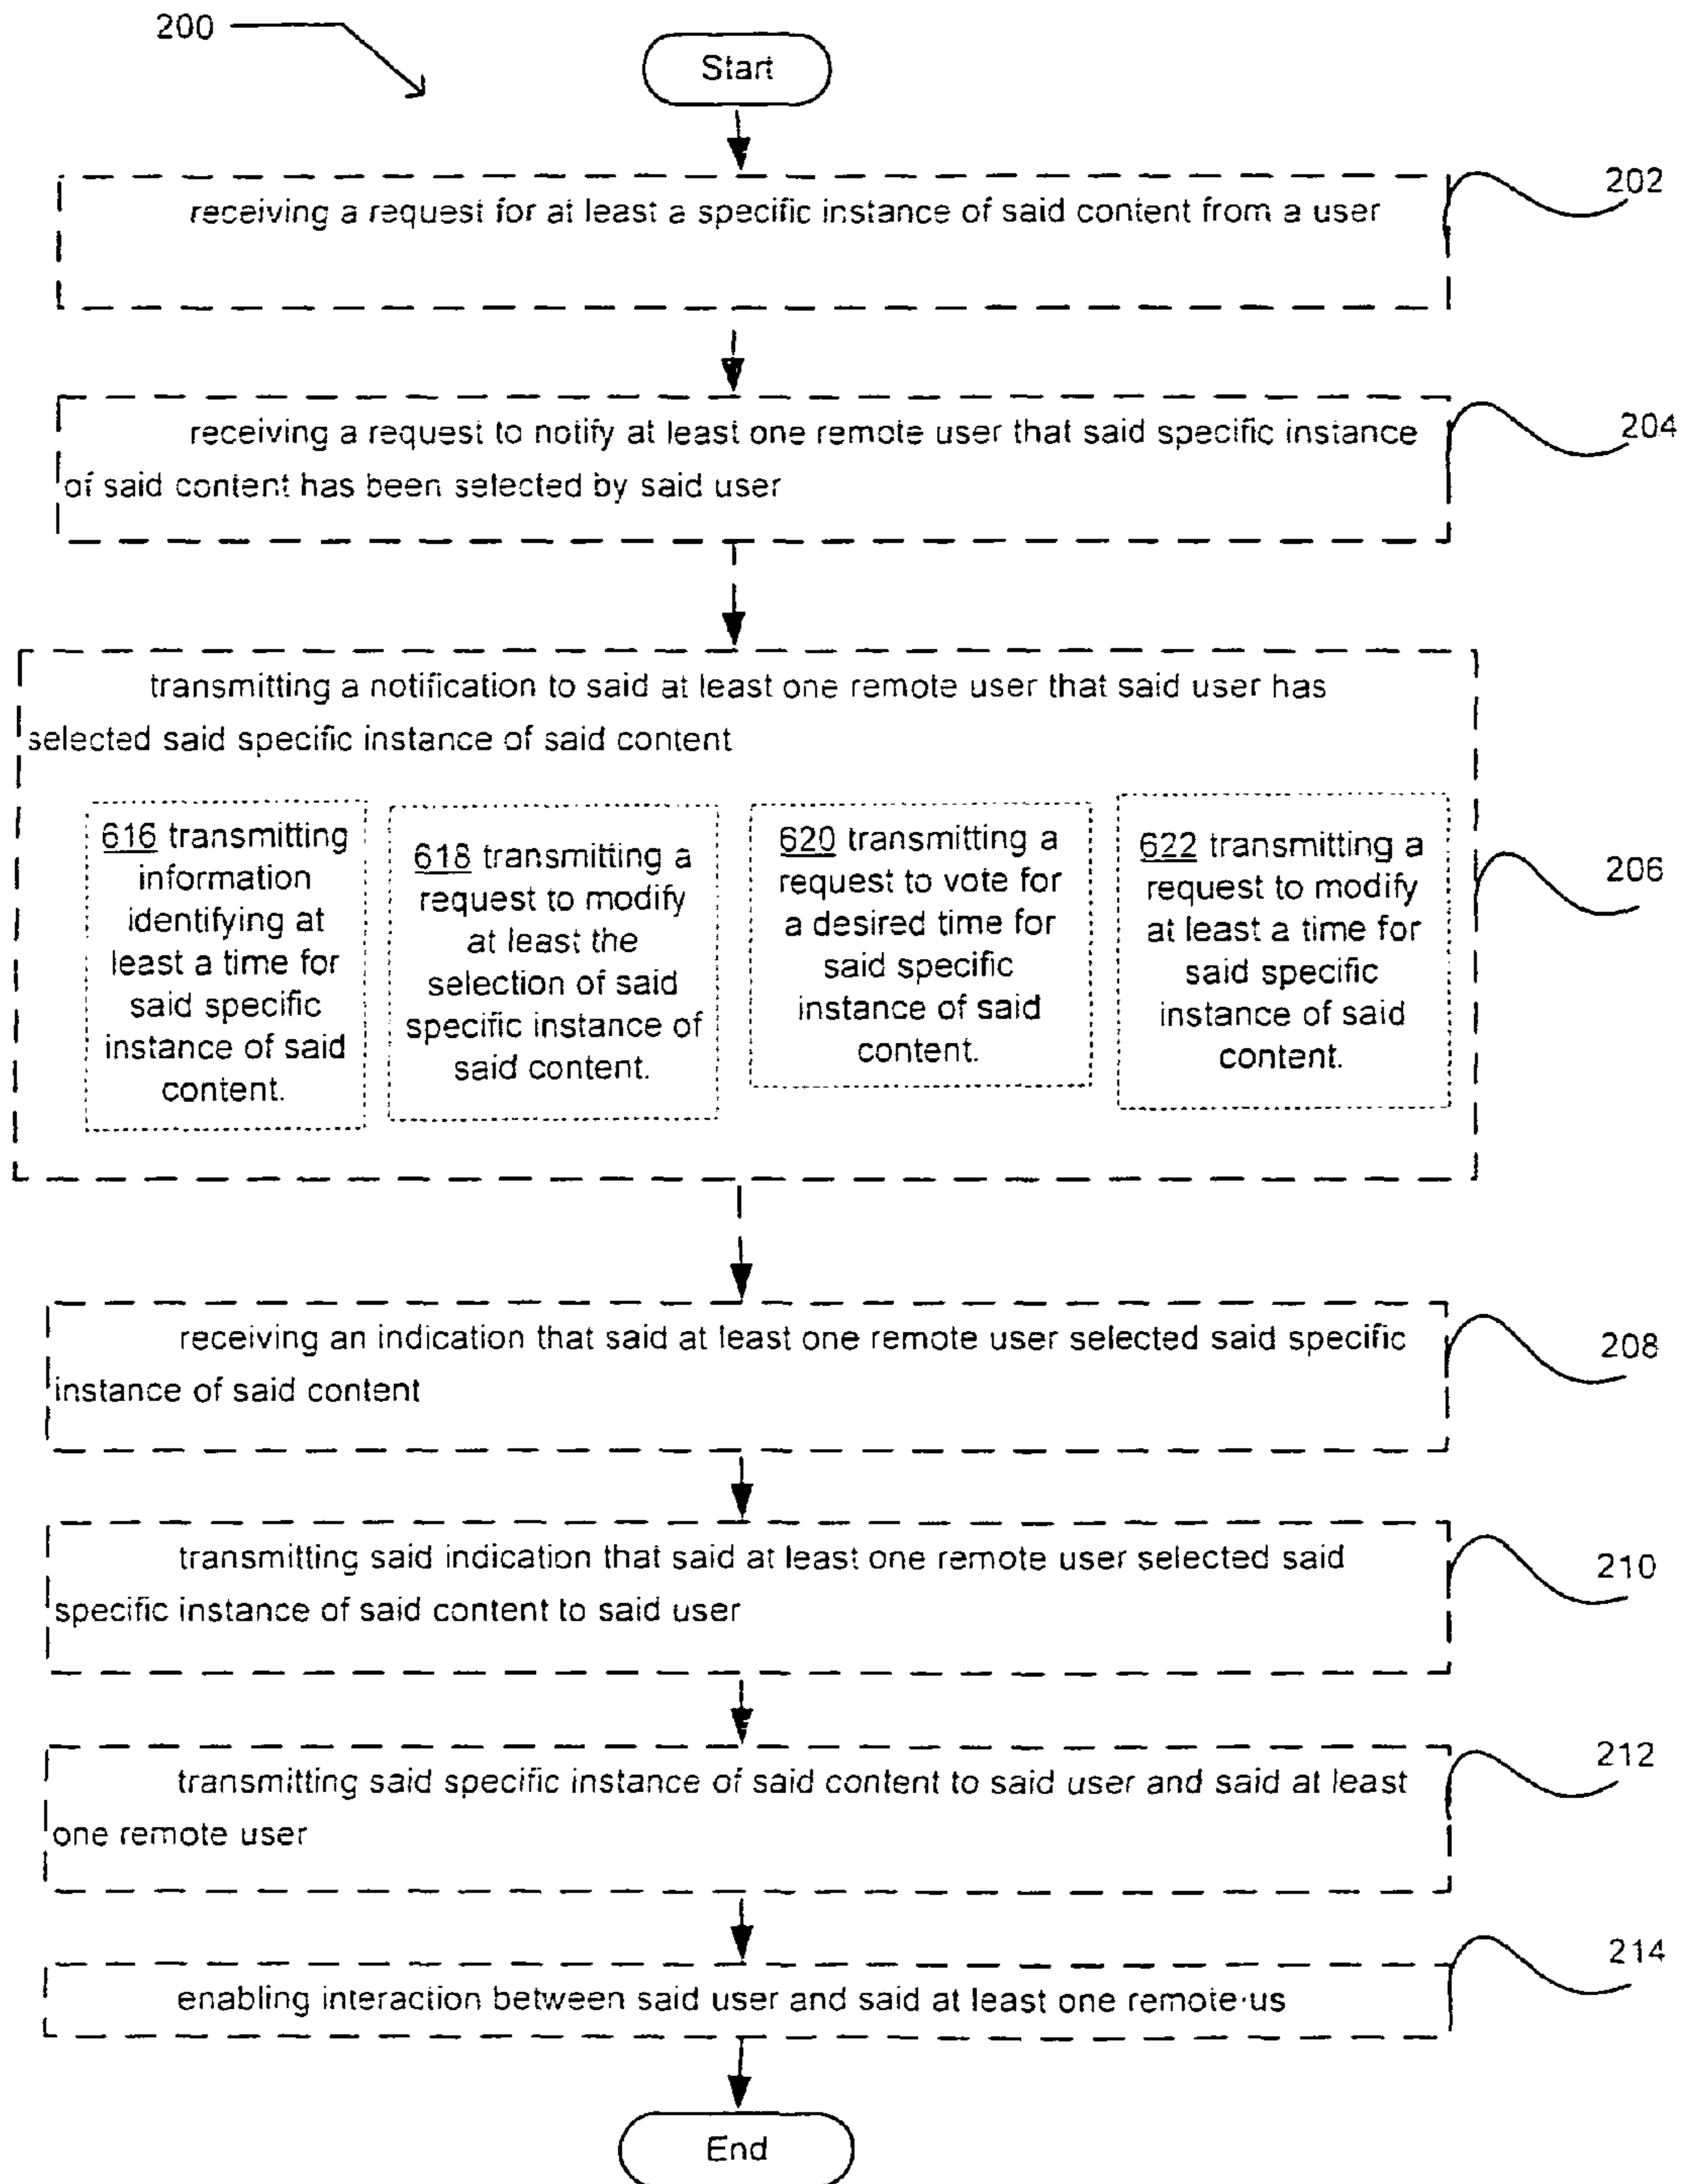 200
Start
receiving a request for at least a specific instance of said content from a user
202
receiving a request to notify at least one remote user that said specific instance
of said content has been selected by said user
204
transmitting a notification to said at least one remote user that said user has
selected said specific instance of said content
616 transmitting
information
identifying at
least a time for
said specific
instance of said
content.
618 transmitting a
request to modify
at least the
selection of said
specific instance of
said content.
620 transmitting a
request to vote for
a desired time for
said specific
instance of said
content.
622 transmitting a
request to modify
at least a time for
said specific
instance of said
content.
206
receiving an indication that said at least one remote user selected said specific
instance of said content
208
transmitting said indication that said at least one remote user selected said
specific instance of said content to said user
210
transmitting said specific instance of said content to said user and said at least
one remote user
212
enabling interaction between said user and said at least one remote us
214
End